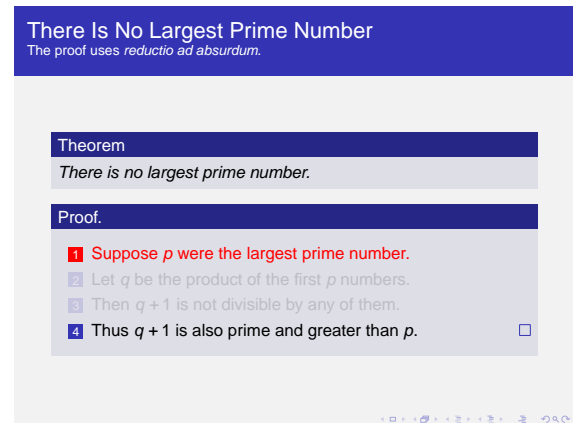 There Is No Largest Prime Number
The proof uses reductio ad absurdum.
Theorem
There is no largest prime number.
Proof.
1 Suppose p were the largest prime number.
2 Let q be the product of the first p numbers.
3 Then q + 1 is not divisible by any of them.
4 Thus q + 1 is also prime and greater than p.